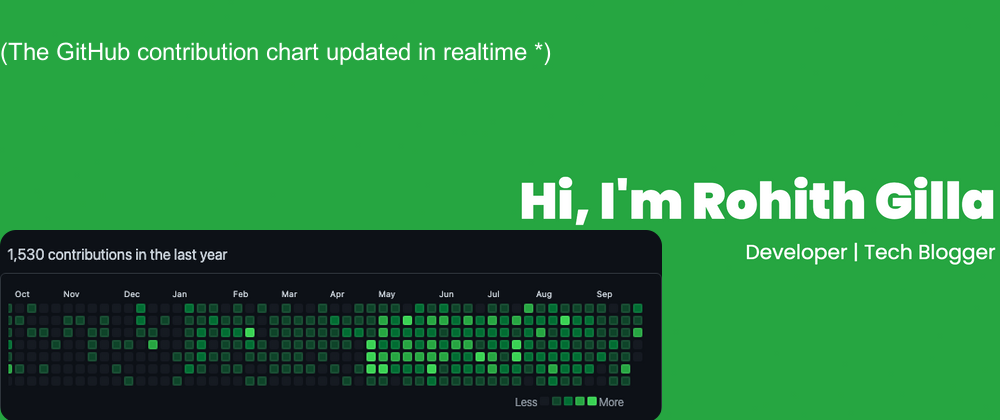 (The GitHub contribution chart updated in realtime *)
Hi, I'm Rohith Gilla
Developer | Tech Blogger
1,530 contributions in the last year
Oct Nov Dec Jan Feb Mar Apr May Jun Jul Aug Sep
Less More